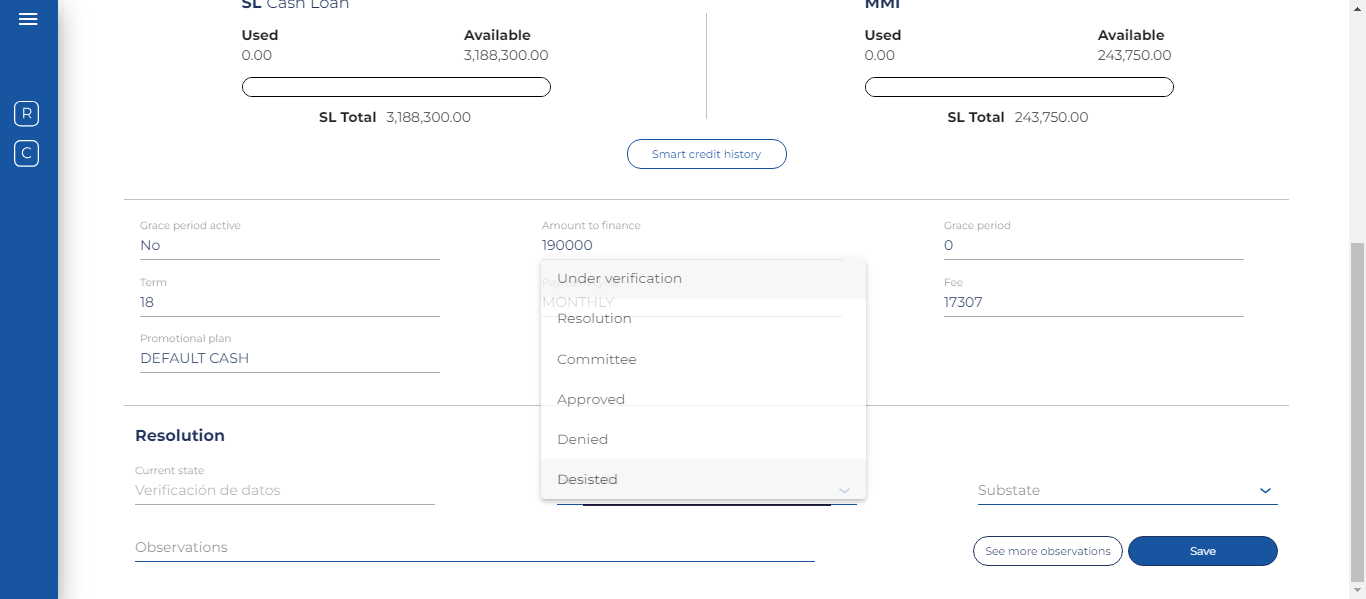 SL Cash Loan
MMI
Used
Available
0.00
3,188,300.00
SL Total 3,188,300.00
Used
Available
0.00
243,750.00
SL Total 243,750.00
R
C
Smart credit history
Grace period active
No
Amount to finance
190000
Grace period
0
Term
18
MONTHLY
Fee
17307
Promotional plan
DEFAULT CASH
Under verification
Resolution
Committee
Approved
Denied
Desisted
Resolution
Current state
Verificación de datos
Substate
Observations
See more observations
Save